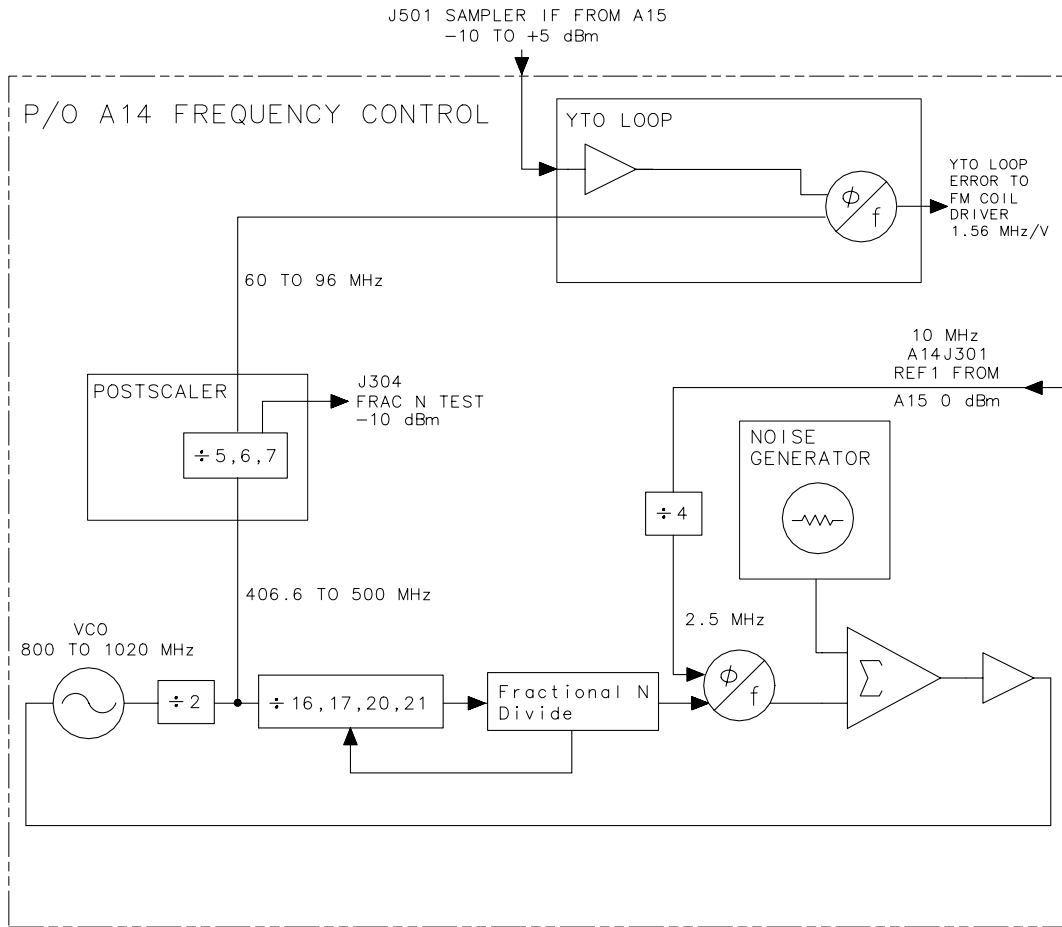 J501 SAMPLER IF FROM A15
-10 TO +5 dBm
P/O A14 FREQUENCY CONTROL
YTO LOOP
ϕ
f
YTO LOOP
ERROR TO
FM COIL
DRIVER
1.56 MHz/V
60 TO 96 MHz
10 MHz
A14J301
REF1 FROM
A15 0 dBm
POSTSCALER
J304
FRAC N TEST
-10 dBm
÷5,6,7
NOISE
GENERATOR
÷4
406.6 TO 500 MHz
2.5 MHz
VCO
800 TO 1020 MHz
÷2
÷16,17,20,21
Fractional N
Divide
ϕ
f
Σ